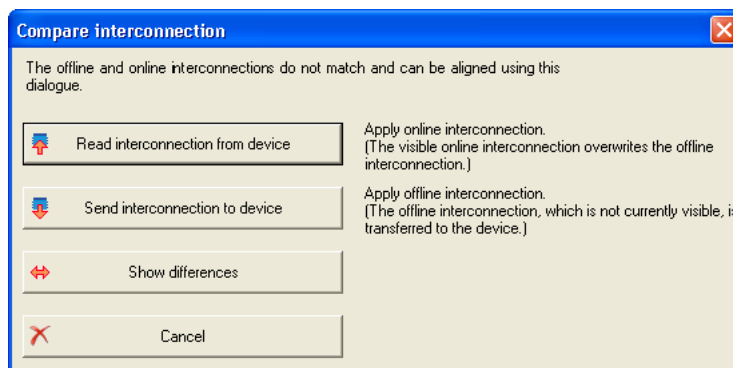 Compare interconnection
The offline and online interconnections do not match and can be aligned using this
dialogue.
Read interconnection from device
Apply online interconnection.
(The visible online interconnection overwrites the offline
interconnection.)
Send interconnection to device
Apply offline interconnection.
(The offline interconnection, which is not currently visible,
transferred to the device.)
Show differences
Cancel